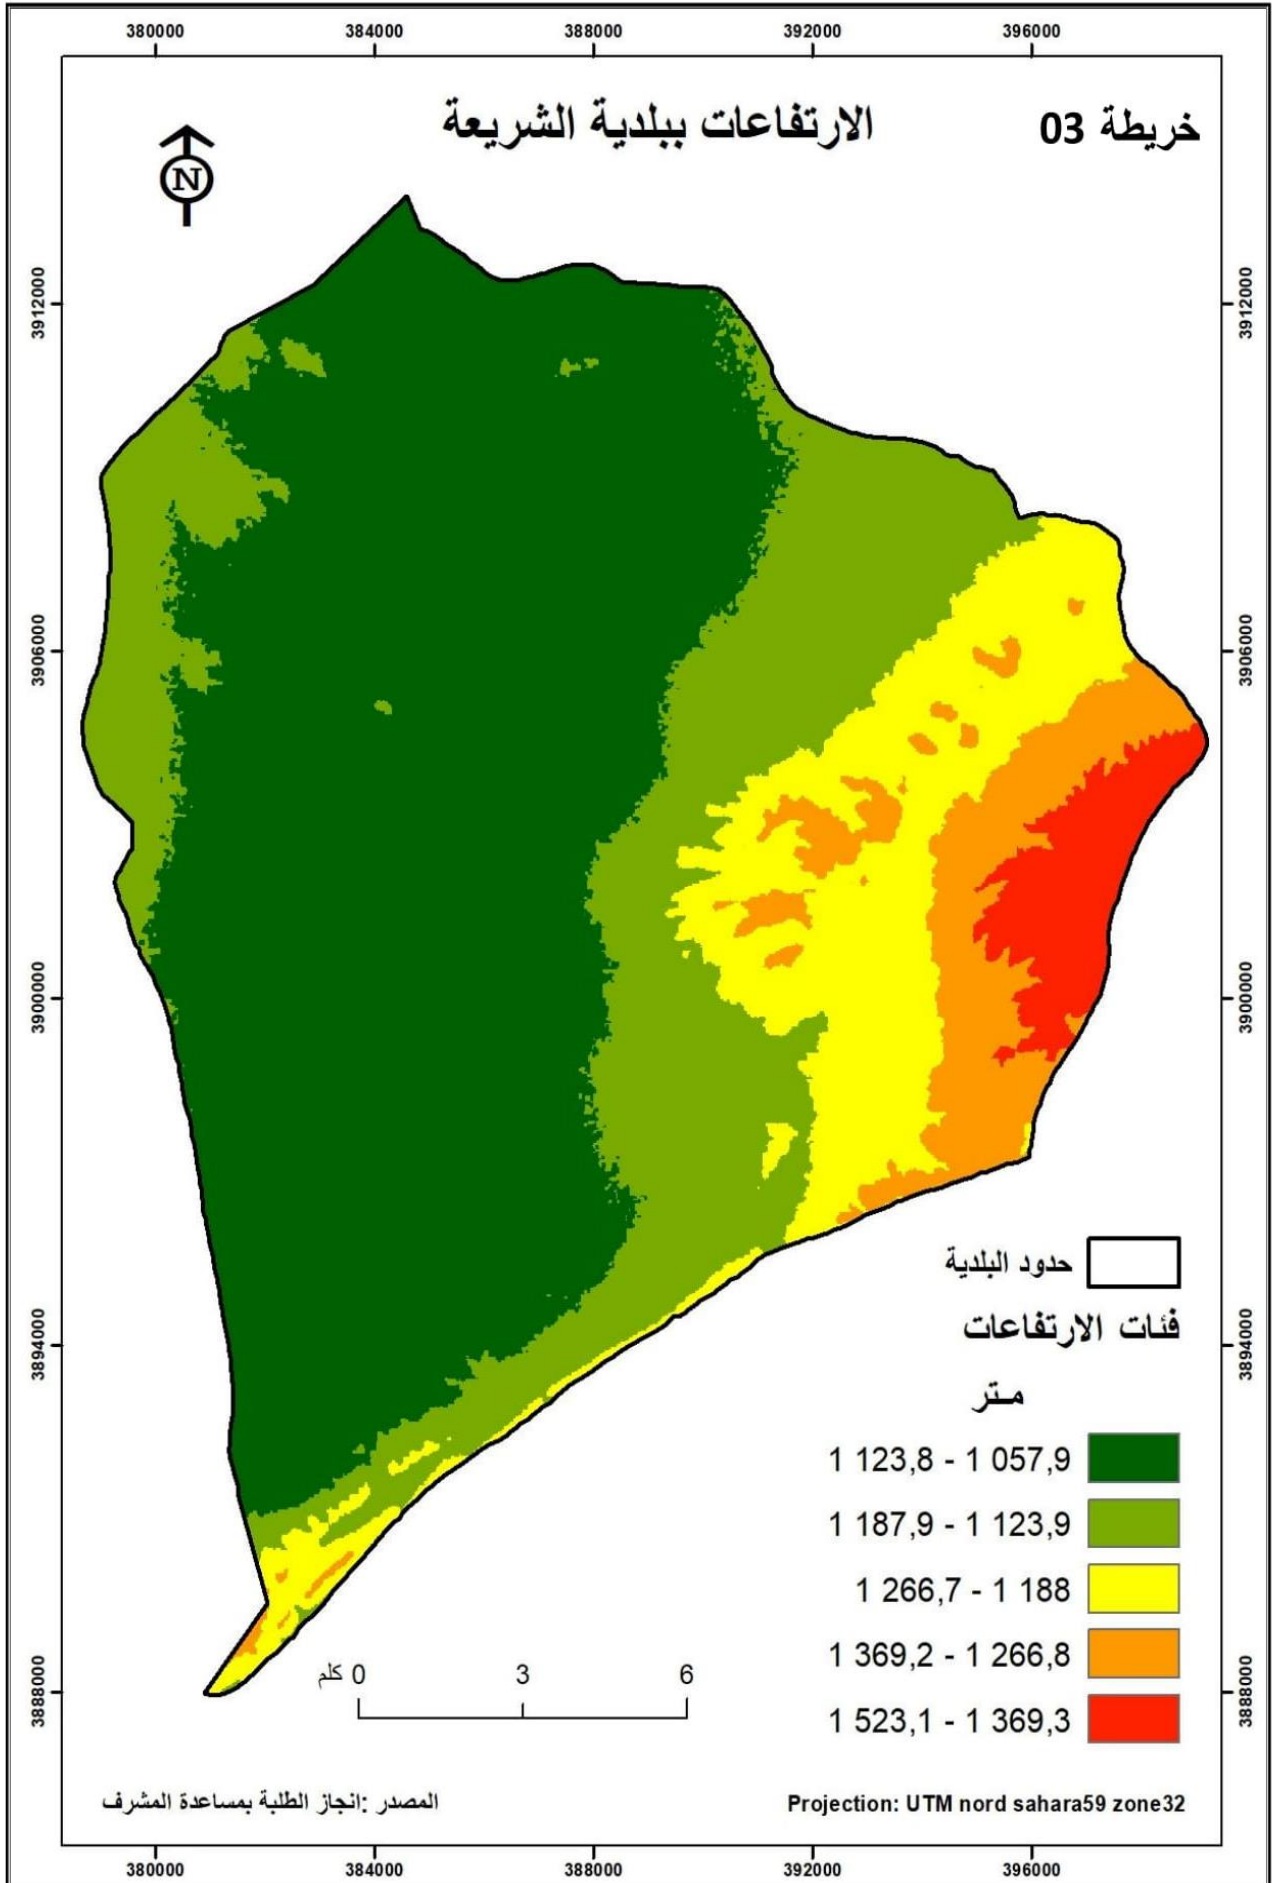 380000 384000 388000 392000 396000
خريطة 03 الارتفاعات ببلدية الشريعة
N
3912000 3912000
3906000 3906000
3900000 3900000
حدود البلدية
فئات الارتفاعات
3894000 3894000
متر
1 123,8 - 1 057,9
1 187,9 - 1 123,9
1 266,7 - 1 188
1 369,2 - 1 266,8
0 3 6 كلم
3888000 3888000
1 523,1 - 1 369,3
المصدر :انجاز الطلبة بمساعدة المشرف
Projection: UTM nord sahara59 zone32
380000 384000 388000 392000 396000